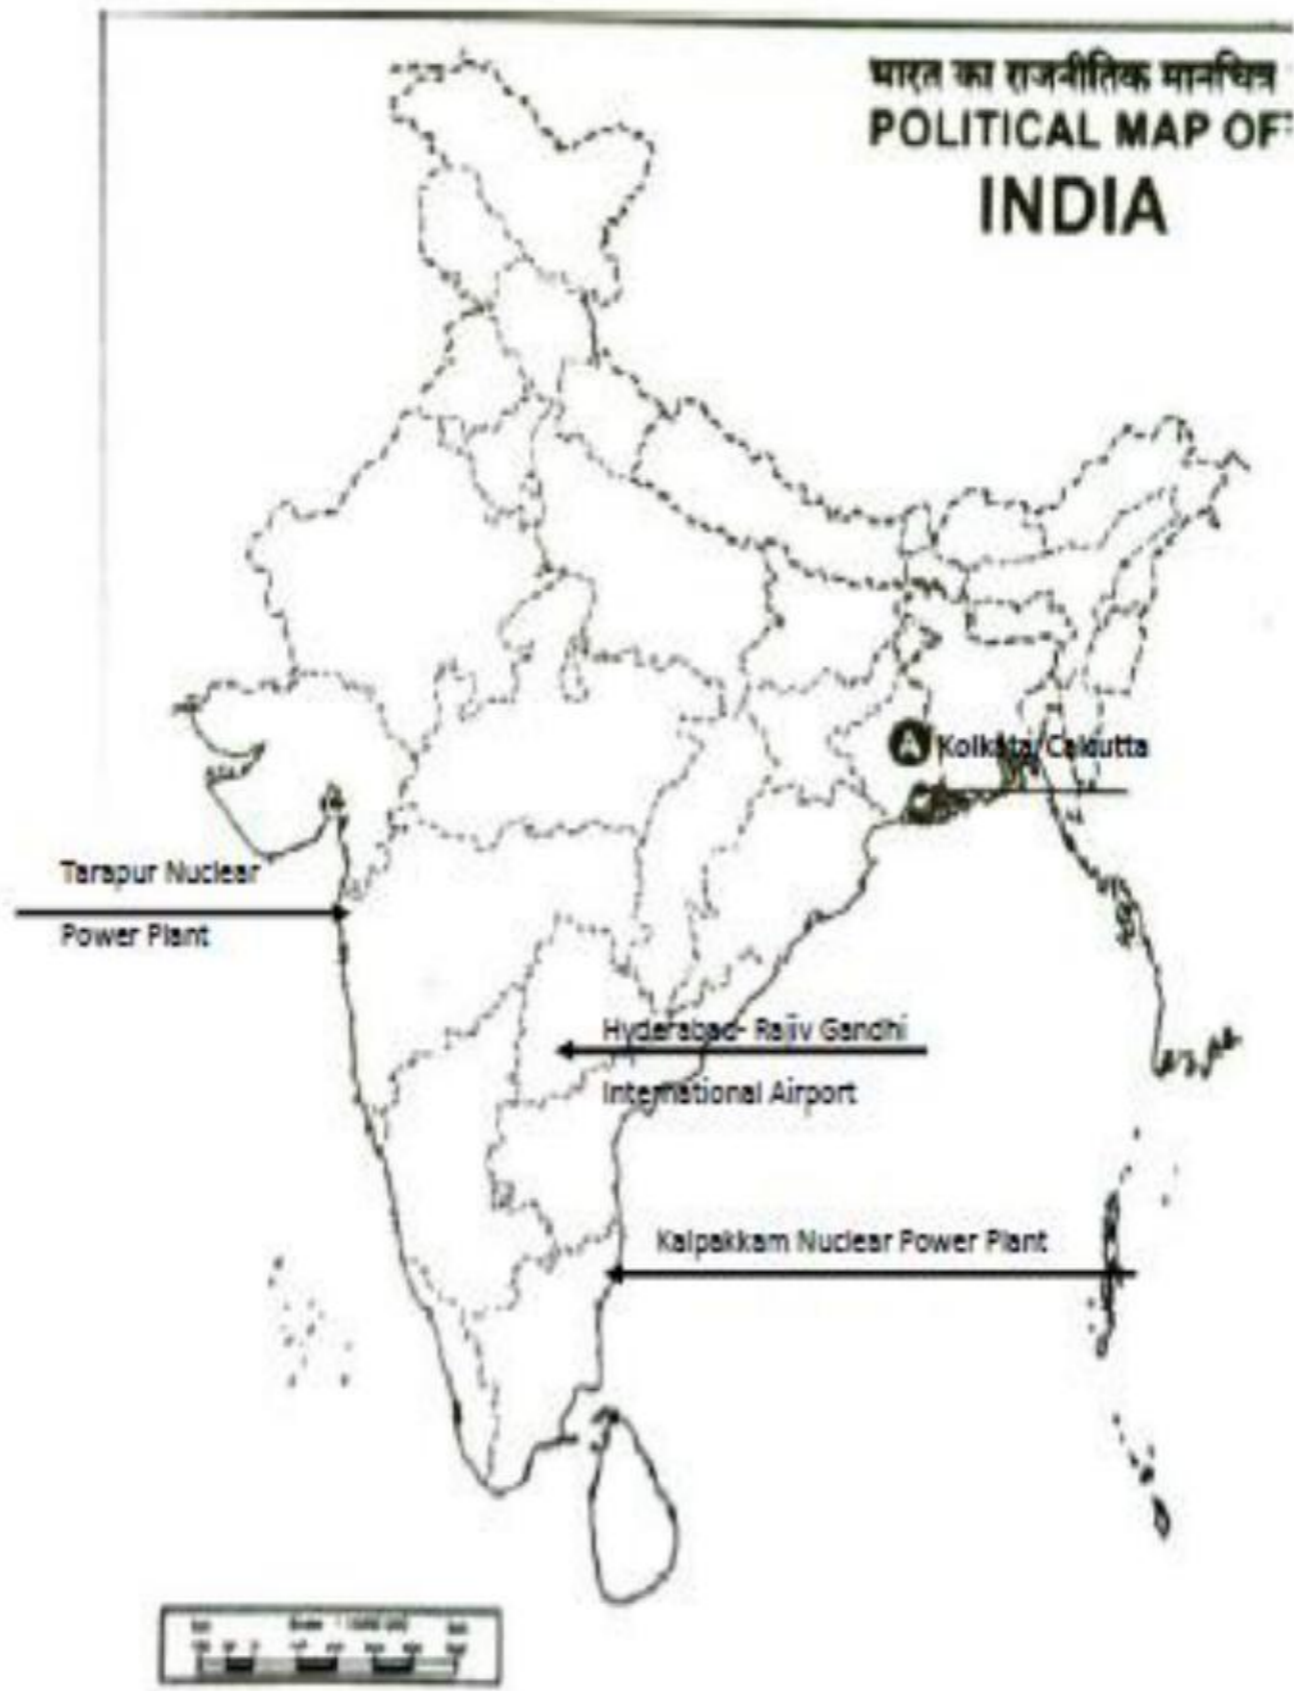 भारत का राजनीतिक मानचित्र
POLITICAL MAP OF
INDIA
A
Kolkata/Calcutta
Tarapur Nuclear
Power Plant
Hyderabad- Rajiv Gandhi
International Airport
Kalpakkam Nuclear Power Plant